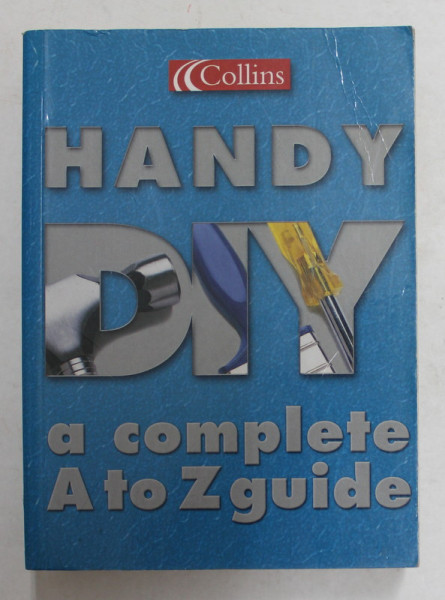 Collins
HANDY
DIY
a complete
A to Z guide